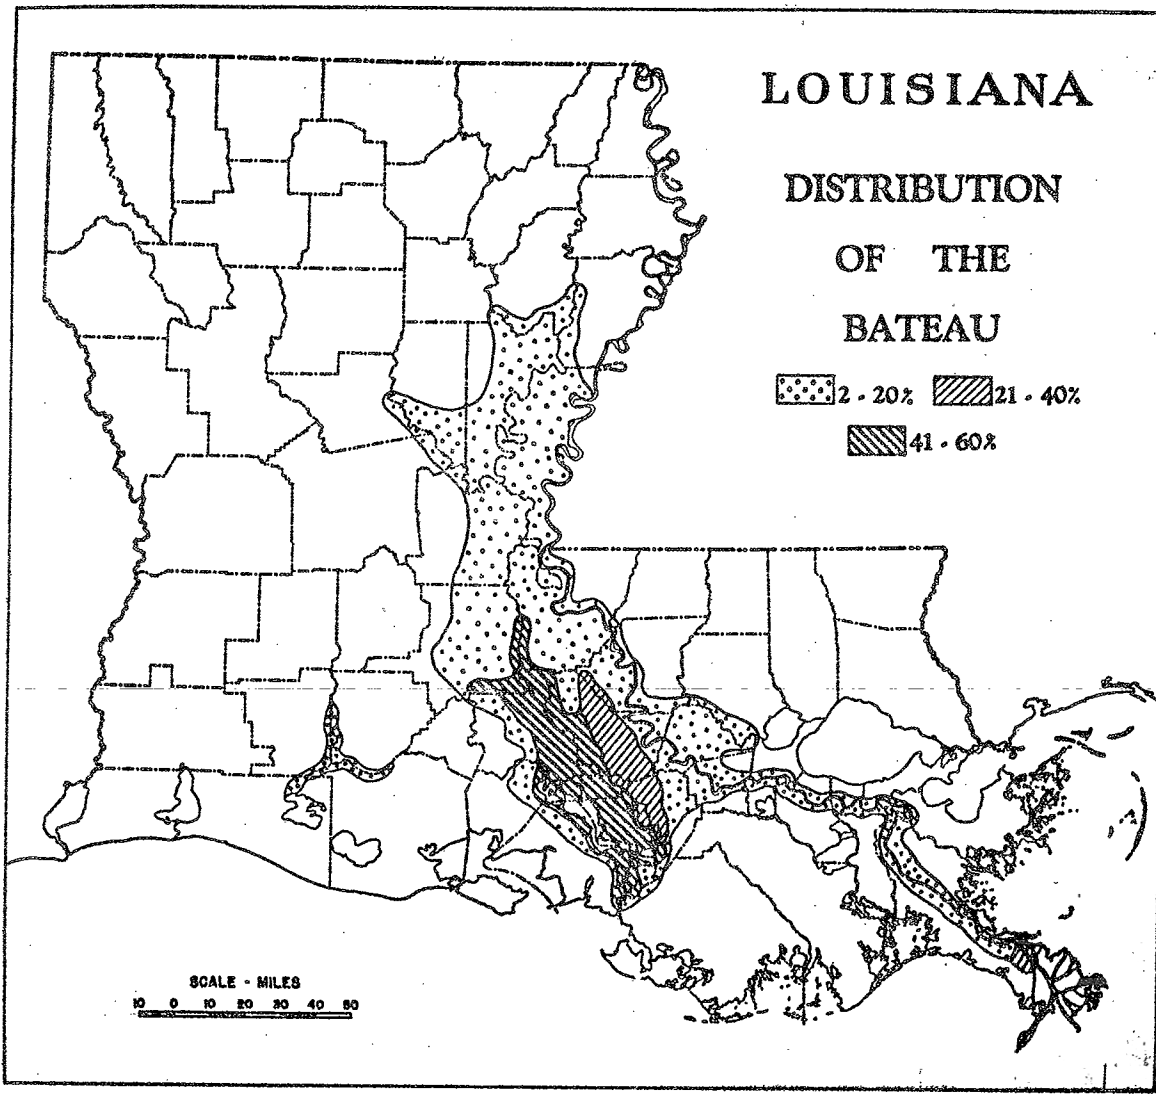 LOUISIANA
DISTRIBUTION
OF THE
BATEAU
2 - 20% 21 - 40%
41 - 60%
SCALE - MILES
10 0 10 20 30 40 50